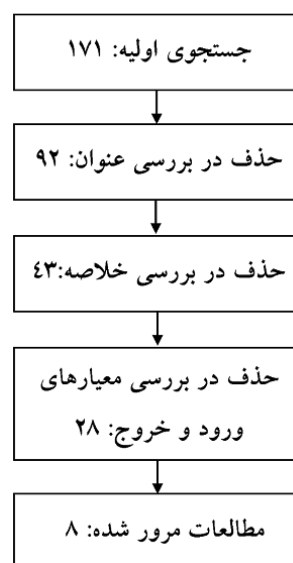 جستجوی اولیه: ۱۷۱
حذف در بررسی عنوان: ۹۲
حذف در بررسی خلاصه:٤۳
حذف در بررسی معیارهای
ورود و خروج: ۲۸
مطالعات مرور شده: ۸